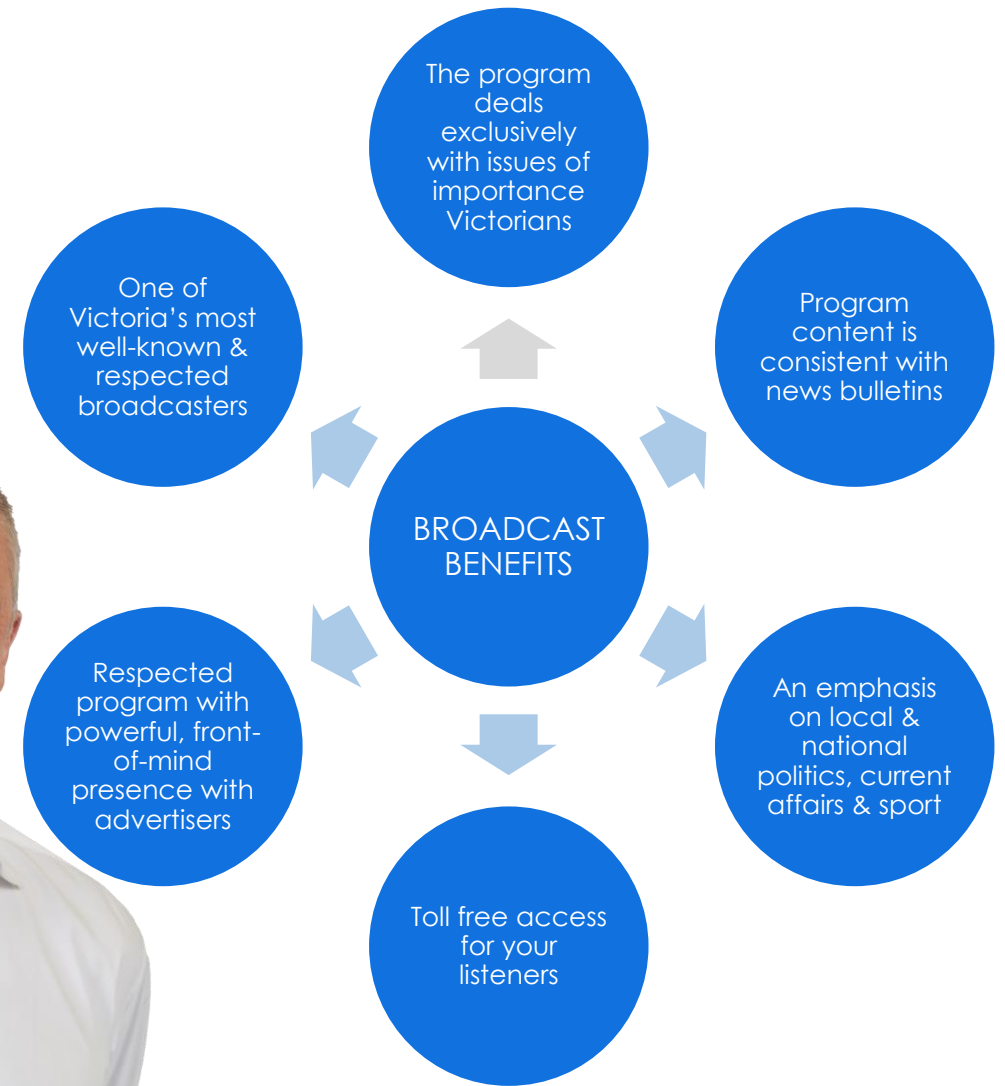 The program
deals
exclusively
with issues of
importance
Victorians
One of
Victoria’s most
well-known &
respected
broadcasters
Program
content is
consistent with
news bulletins
BROADCAST
BENEFITS
Respected
program with
powerful, front-
of-mind
presence with
advertisers
An emphasis
on local &
national
politics, current
affairs & sport
Toll free access
for your
listeners